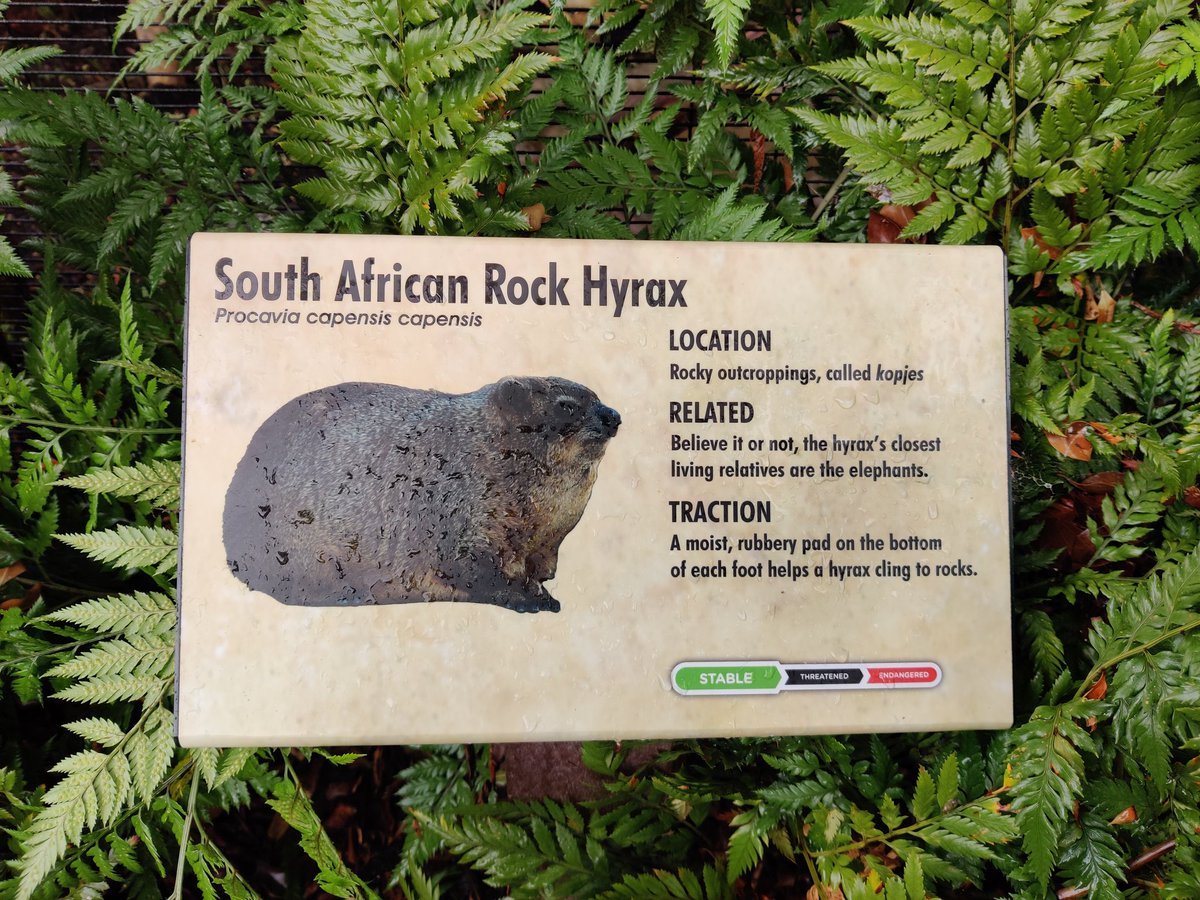 South African Rock Hyrax
Procavia capensis capensis
LOCATION
Rocky outcroppings, called kopjes
RELATED
Believe it or not, the hyrax's closest
living relatives are the elephants.
TRACTION
A moist, rubbery pad on the bottom
of each foot helps a hyrax cling to rocks.
STABLE THREATENED ENDANGERED